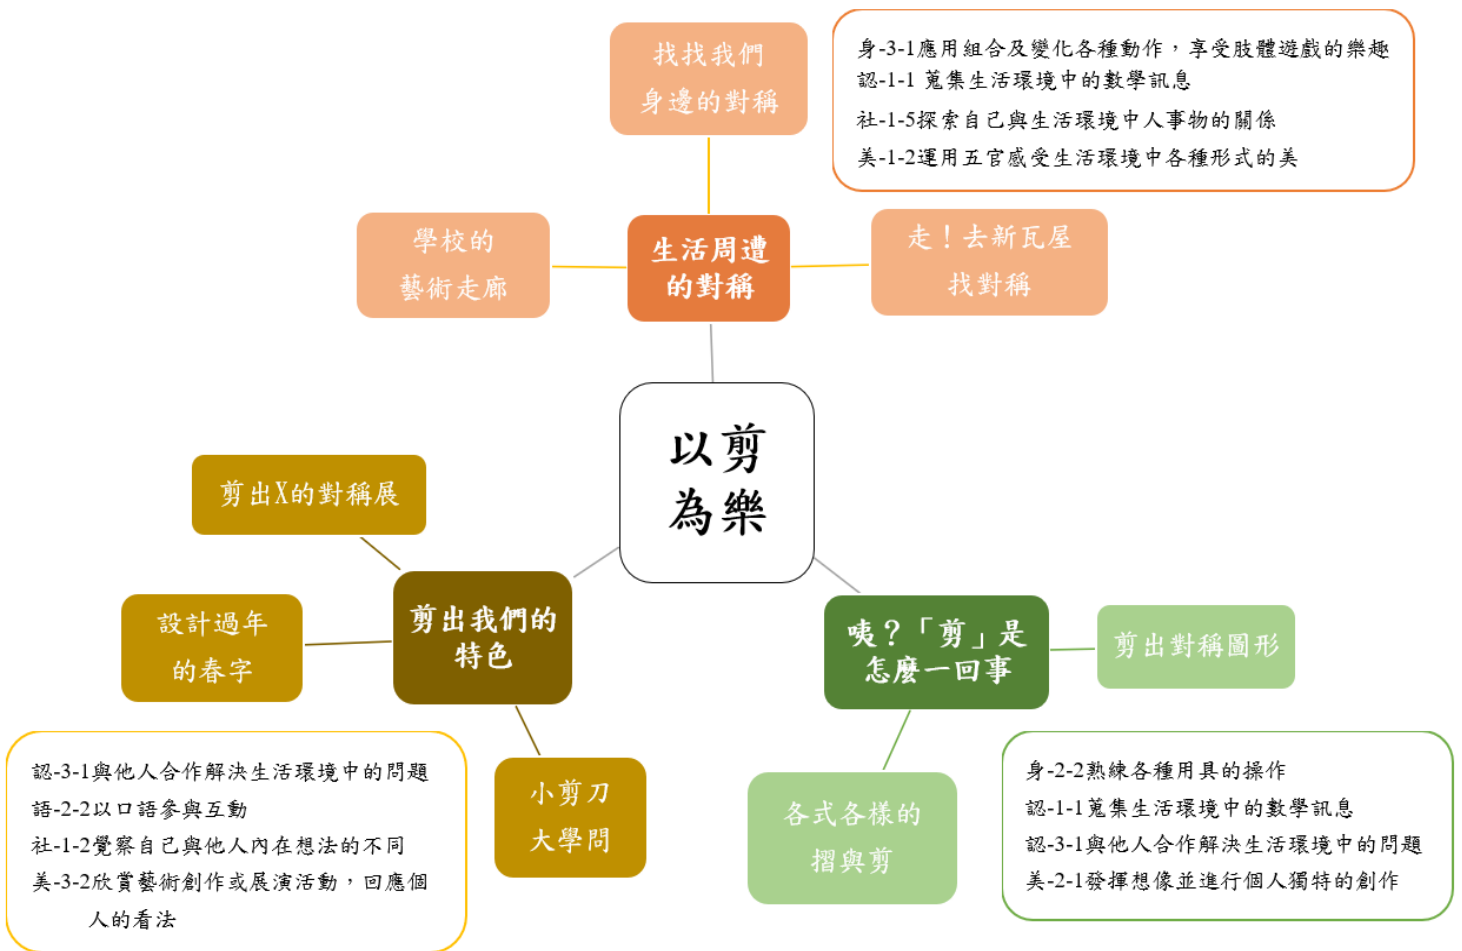 找找我們
身邊的對稱
身-3-1應用組合及變化各種動作，享受肢體遊戲的樂趣
認-1-1 蒐集生活環境中的數學訊息
社-1-5探索自己與生活環境中人事物的關係
美-1-2運用五官感受生活環境中各種形式的美
學校的
藝術走廊
生活周遭
的對稱
走！去新瓦屋
找對稱
以剪
為樂
剪出X的對稱展
設計過年
的春字
剪出我們的
特色
咦？「剪」是
怎麼一回事
剪出對稱圖形
認-3-1與他人合作解決生活環境中的問題
語-2-2以口語參與互動
社-1-2覺察自己與他人內在想法的不同
美-3-2欣賞藝術創作或展演活動，回應個
人的看法
小剪刀
大學問
各式各樣的
摺與剪
身-2-2熟練各種用具的操作
認-1-1蒐集生活環境中的數學訊息
認-3-1與他人合作解決生活環境中的問題
美-2-1發揮想像並進行個人獨特的創作